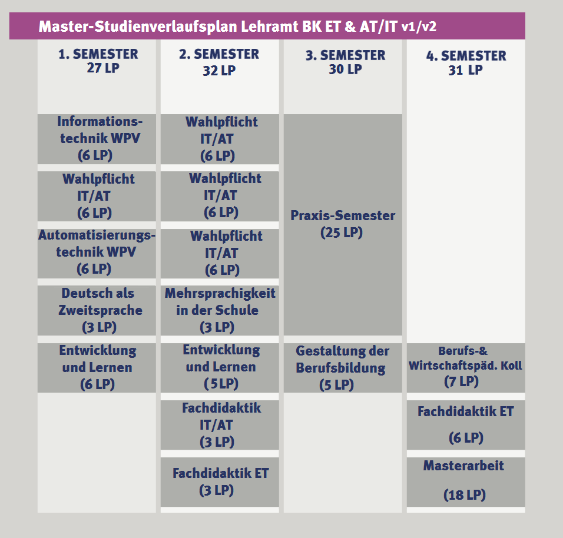 Master-Studienverlaufsplan Lehramt BK ET & AT/IT v1/v2
1. SEMESTER
27 LP
Informations-
technik WPV
(6 LP)
Wahlpflicht
IT/AT
(6 LP)
Automatisierungs-
technik WPV
(6 LP)
Deutsch als
Zweitsprache
(3 LP)
Entwicklung
und Lernen
(6 LP)
2. SEMESTER
32 LP
Wahlpflicht
IT/AT
(6 LP)
Wahlpflicht
IT/AT
(6 LP)
Wahlpflicht
IT/AT
(6 LP)
Mehrsprachigkeit
in der Schule
(3 LP)
Entwicklung
und Lernen
(5 LP)
Fachdidaktik
IT/AT
(3 LP)
Fachdidaktik ET
(3 LP)
3. SEMESTER
30 LP
Praxis-Semester
(25 LP)
Gestaltung der
Berufsbildung
(5 LP)
4. SEMESTER
31 LP
Berufs-&
Wirtschaftspäd. Koll
(7 LP)
Fachdidaktik ET
(6 LP)
Masterarbeit
(18 LP)